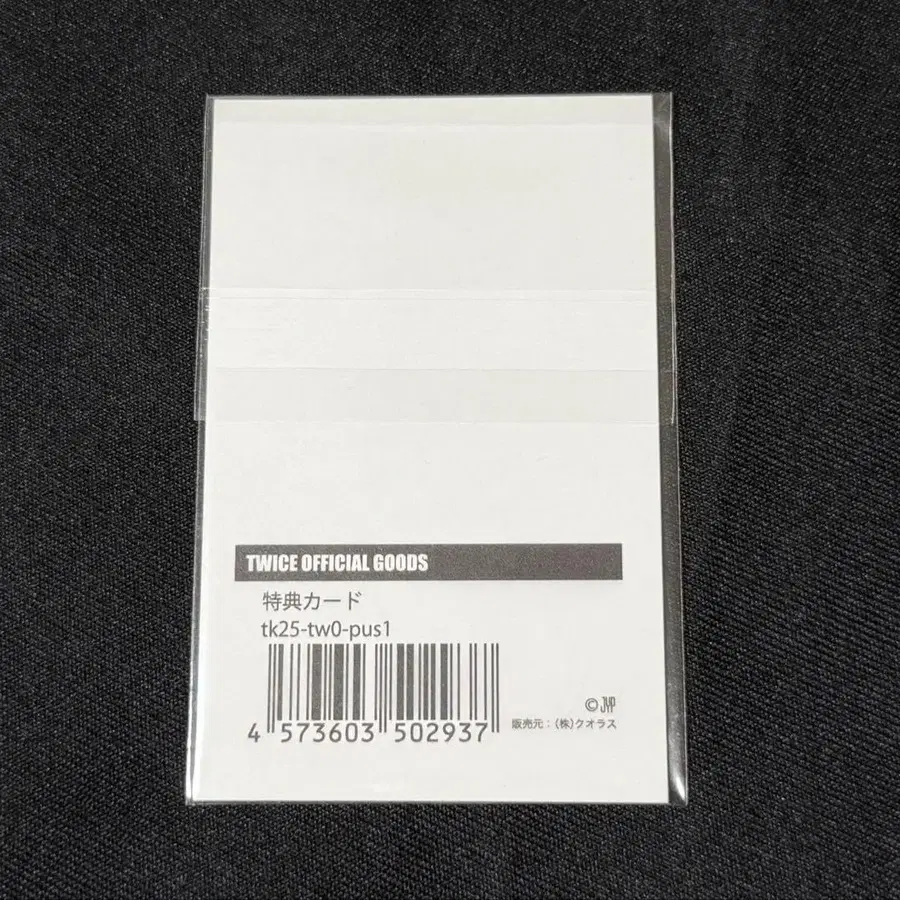 TWICE OFFICIAL GOODS
特典カード
tk25-tw0-pus1
4 573603 502937
© JYP
販売元：(株)クオラス